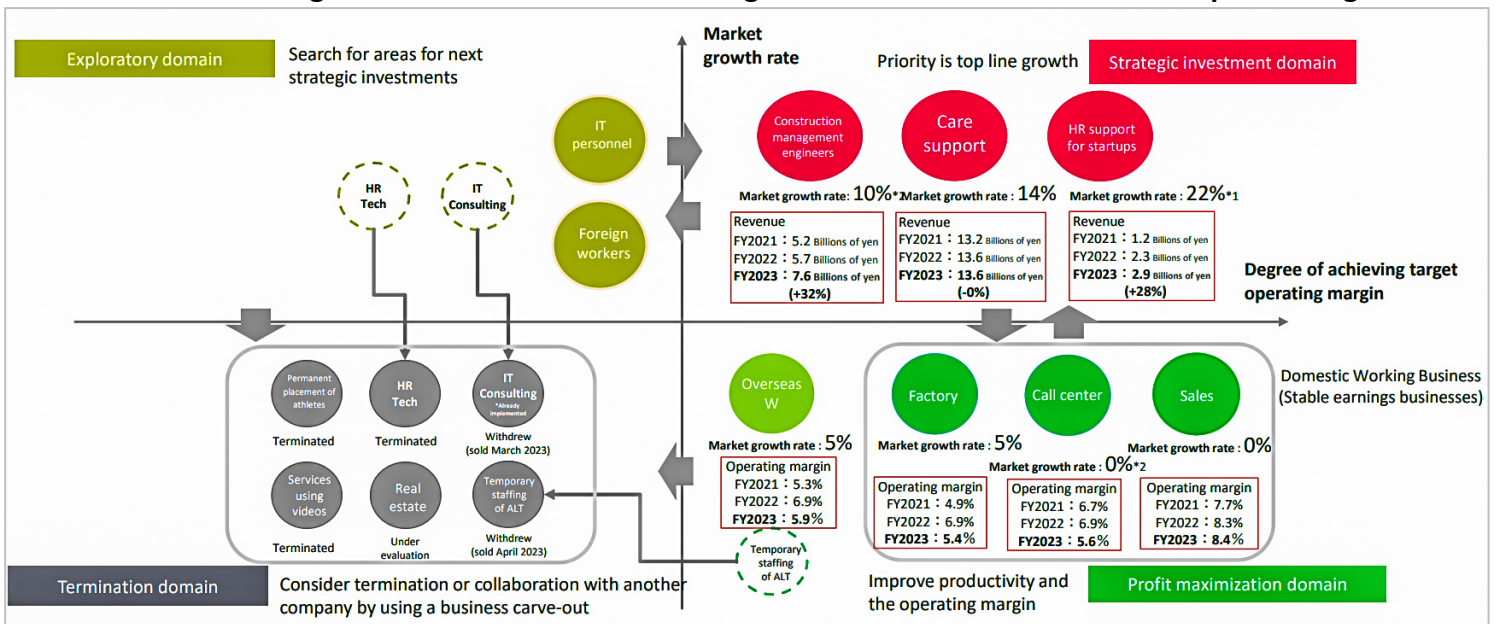 Exploratory domain
Search for areas for next
strategic investments
Market
growth rate
Priority is top line growth
Strategic investment domain
IT
personnel
Construction
management
engineers
Care
support
HR support
for startups
HR
Tech
IT
Consulting
Foreign
workers
Market growth rate: 10%*2
Market growth rate : 14%
Market growth rate : 22%*1
Revenue
FY2021：5.2 Billions of yen
FY2022：5.7 Billions of yen
FY2023：7.6 Billions of yen
(+32%)
Revenue
FY2021：13.2 Billions of yen
FY2022：13.6 Billions of yen
FY2023：13.6 Billions of yen
(-0%)
Revenue
FY2021：1.2 Billions of yen
FY2022：2.3 Billions of yen
FY2023：2.9 Billions of yen
(+28%)
Degree of achieving target
operating margin
Permanent
placement of
athletes
Terminated
HR
Tech
Terminated
IT
Consulting
*Already
implemented
Withdrew
(sold March 2023)
Services
using
videos
Terminated
Real
estate
Under
evaluation
Temporary
staffing
of ALT
Withdrew
(sold April 2023)
Overseas
W
Market growth rate : 5%
Operating margin
FY2021：5.3%
FY2022：6.9%
FY2023：5.9%
Temporary
staffing
of ALT
Factory
Call center
Sales
Domestic Working Business
(Stable earnings businesses)
Market growth rate : 5%
Market growth rate : 0%*2
Market growth rate : 0%
Operating margin
FY2021：4.9%
FY2022：6.9%
FY2023：5.4%
Operating margin
FY2021：6.7%
FY2022：6.9%
FY2023：5.6%
Operating margin
FY2021：7.7%
FY2022：8.3%
FY2023：8.4%
Termination domain
Consider termination or collaboration with another
company by using a business carve-out
Improve productivity and
the operating margin
Profit maximization domain